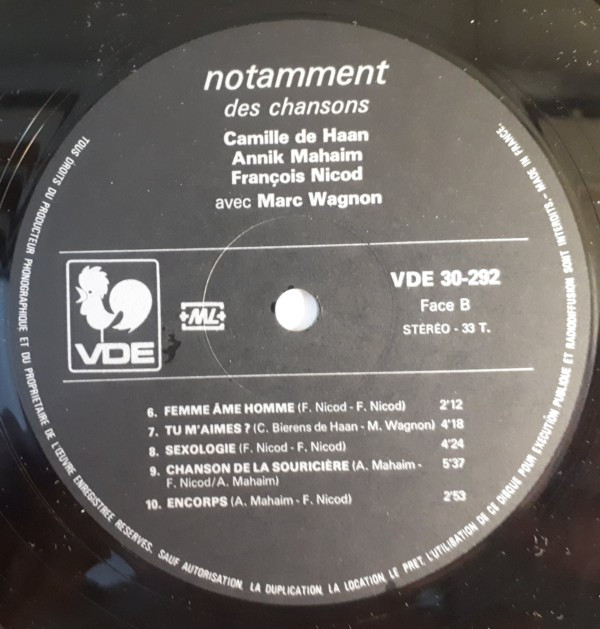 notamment
des chansons
Camille de Haan
Annik Mahaim
François Nicod
avec Marc Wagnon
VDE
ML
VDE 30-292
Face B
STÉRÉO - 33 T.
6. FEMME ÂME HOMME (F. Nicod - F. Nicod) 2'12
7. TU M'AIMES ? (C. Bierens de Haan - M. Wagnon) 4'18
8. SEXOLOGIE (F. Nicod - F. Nicod) 4'24
9. CHANSON DE LA SOURICIÈRE (A. Mahaim - 5'37
F. Nicod/A. Mahaim)
10. ENCORPS (A. Mahaim - F. Nicod) 2'53
TOUS DROITS DU PRODUCTEUR PHONOGRAPHIQUE ET DU PROPRIETAIRE DE L'ŒUVRE ENREGISTREE RESERVES. SAUF AUTORISATION, LA DUPLICATION, LA LOCATION, LE PRET, L'UTILISATION DE CE DISQUE POUR EXECUTION PUBLIQUE ET RADIODIFFUSION SONT INTERDITS. - MADE IN FRANCE.